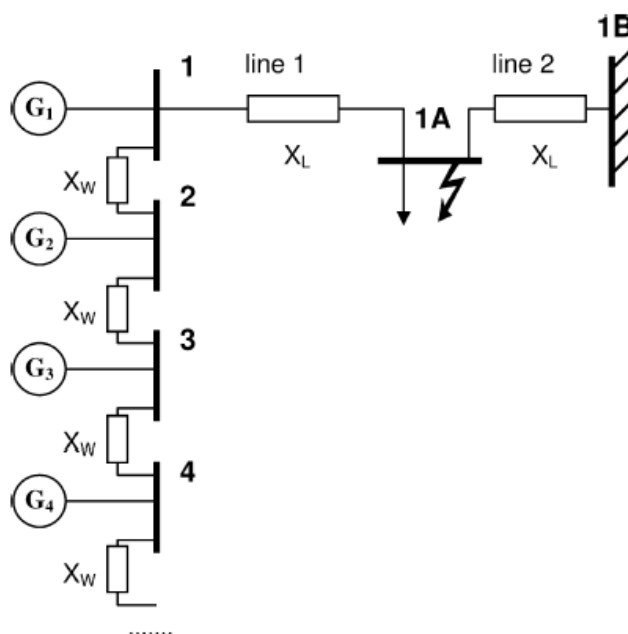 1B
1
line 1
line 2
G₁
1A
X_L
X_L
X_W
2
G₂
X_W
3
G₃
X_W
4
G₄
X_W
.......